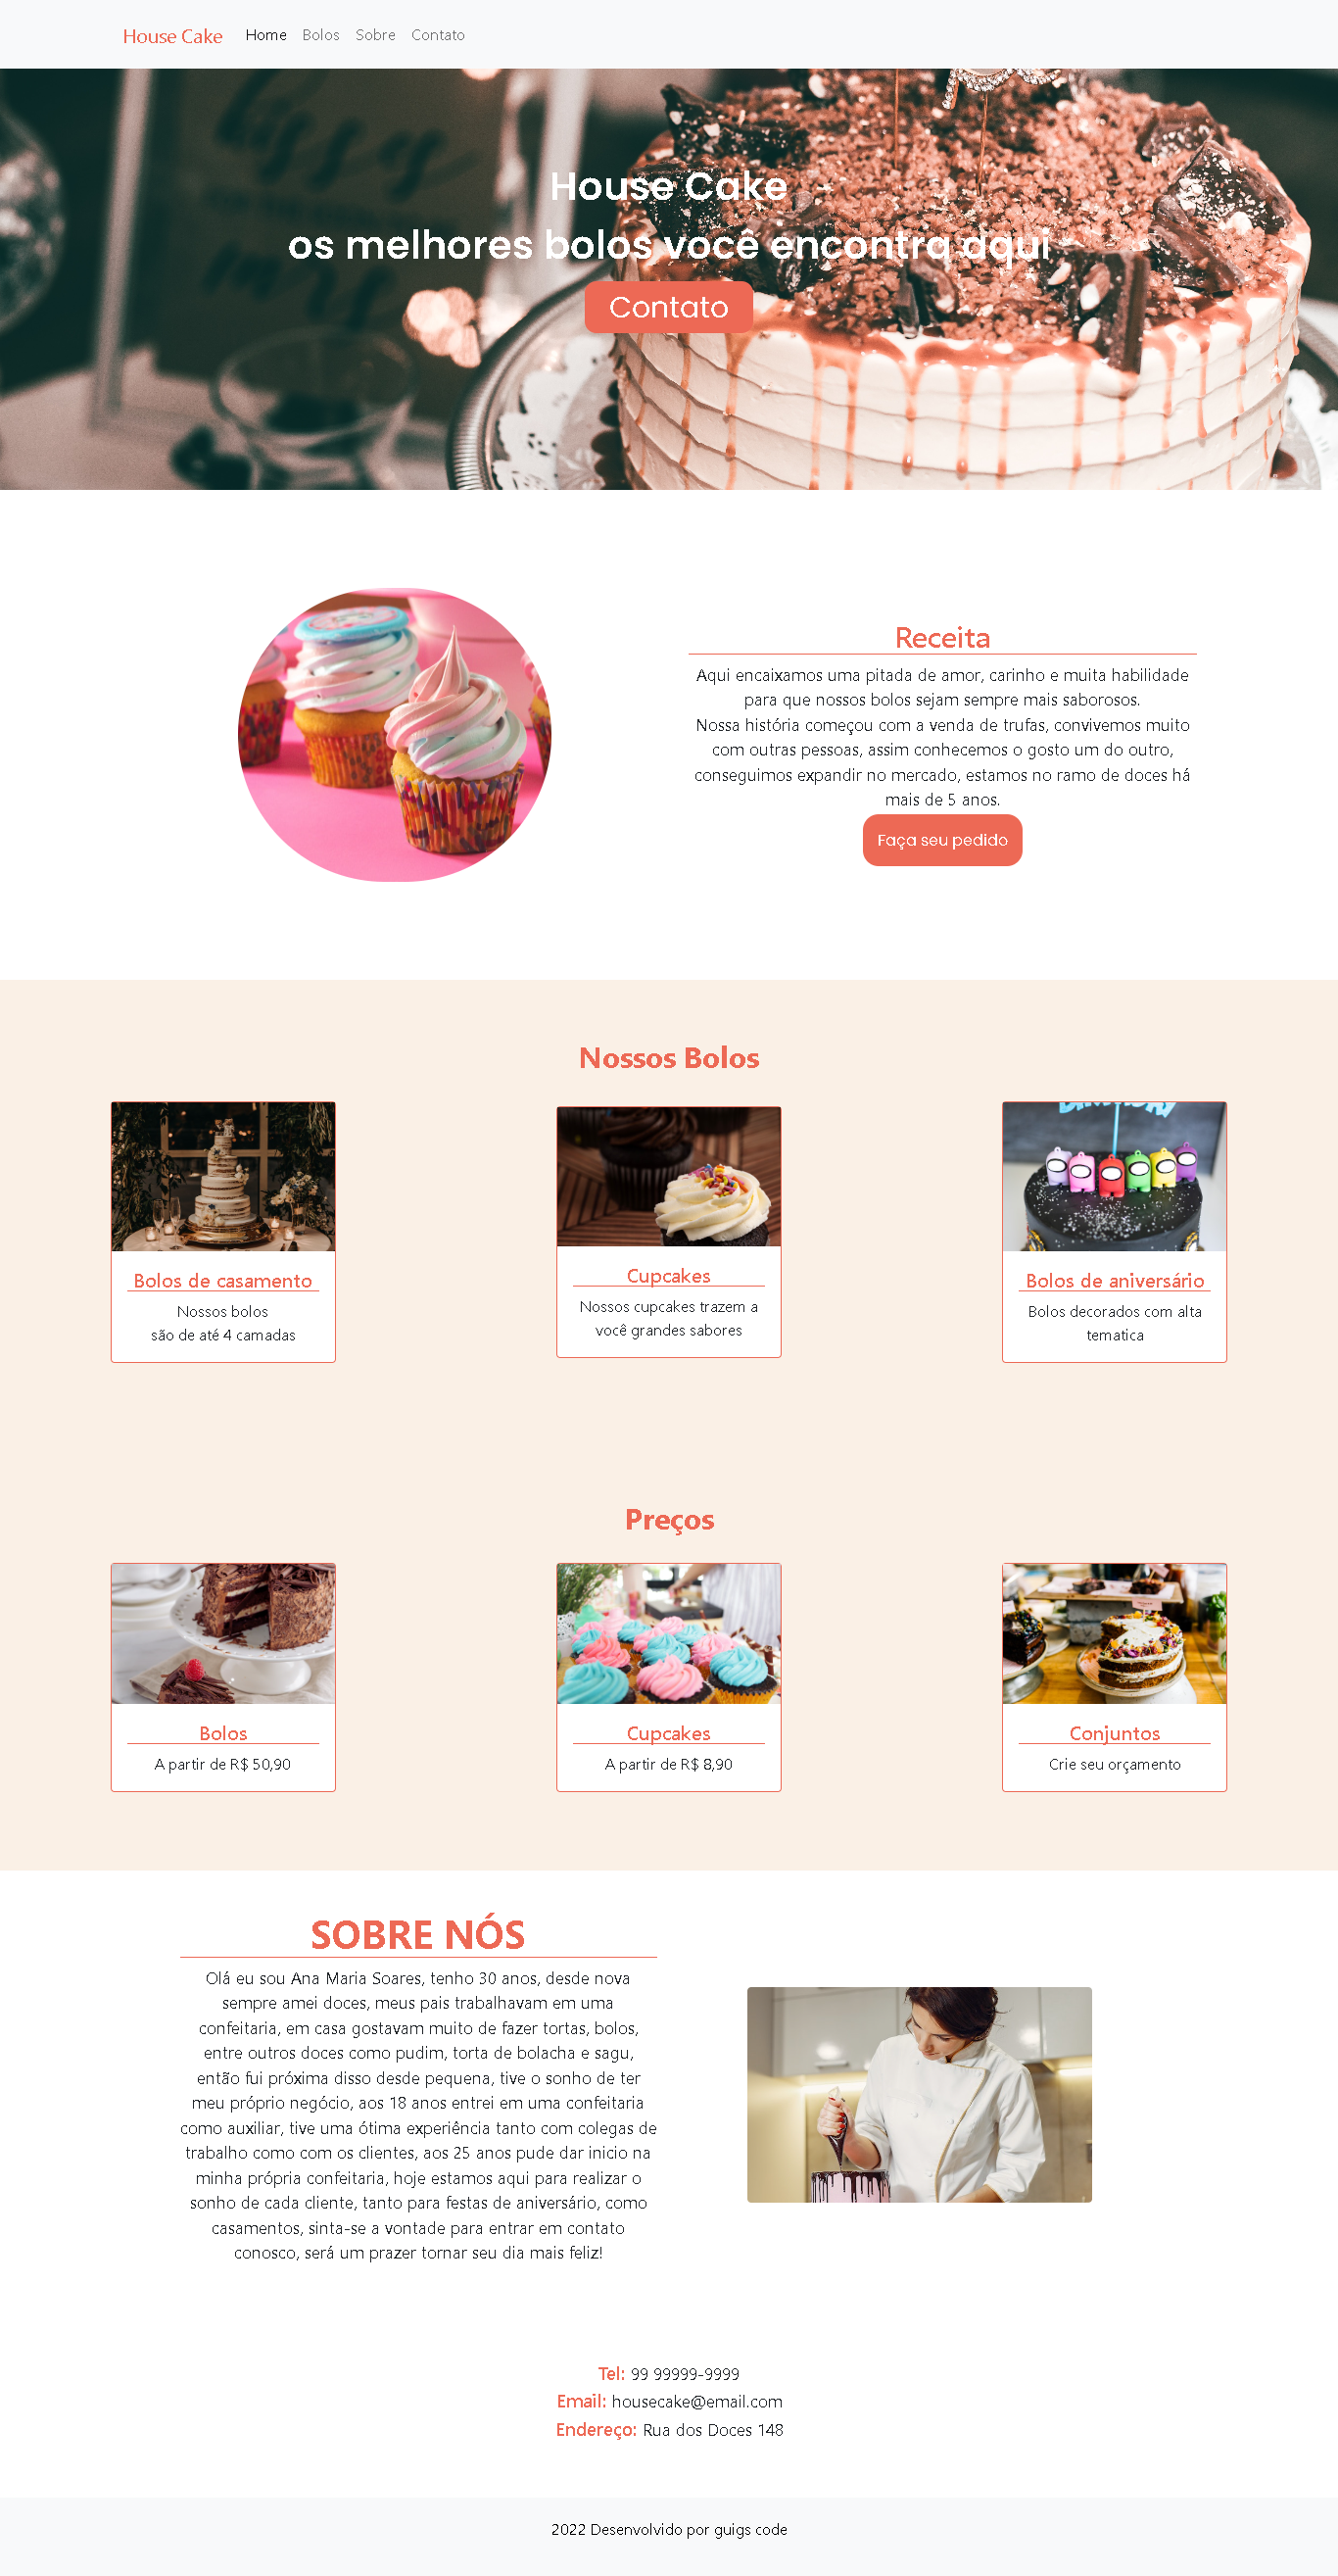 House Cake Home Bolos Sobre Contato
House Cake
os melhores bolos você encontra aqui
Contato
Receita
Aqui encaixamos uma pitada de amor, carinho e muita habilidade
para que nossos bolos sejam sempre mais saborosos.
Nossa história começou com a venda de trufas, convivemos muito
com outras pessoas, assim conhecemos o gosto um do outro,
conseguimos expandir no mercado, estamos no ramo de doces há
mais de 5 anos.
Faça seu pedido
Nossos Bolos
Bolos de casamento
Nossos bolos
são de até 4 camadas
Cupcakes
Nossos cupcakes trazem a
você grandes sabores
Bolos de aniversário
Bolos decorados com alta
tematica
Preços
Bolos
A partir de R$ 50,90
Cupcakes
A partir de R$ 8,90
Conjuntos
Crie seu orçamento
SOBRE NÓS
Olá eu sou Ana Maria Soares, tenho 30 anos, desde nova
sempre amei doces, meus pais trabalhavam em uma
confeitaria, em casa gostavam muito de fazer tortas, bolos,
entre outros doces como pudim, torta de bolacha e sagu,
então fui próxima disso desde pequena, tive o sonho de ter
meu próprio negócio, aos 18 anos entrei em uma confeitaria
como auxiliar, tive uma ótima experiência tanto com colegas de
trabalho como com os clientes, aos 25 anos pude dar inicio na
minha própria confeitaria, hoje estamos aqui para realizar o
sonho de cada cliente, tanto para festas de aniversário, como
casamentos, sinta-se a vontade para entrar em contato
conosco, será um prazer tornar seu dia mais feliz!
Tel: 99 99999-9999
Email: housecake@email.com
Endereço: Rua dos Doces 148
2022 Desenvolvido por guigs code